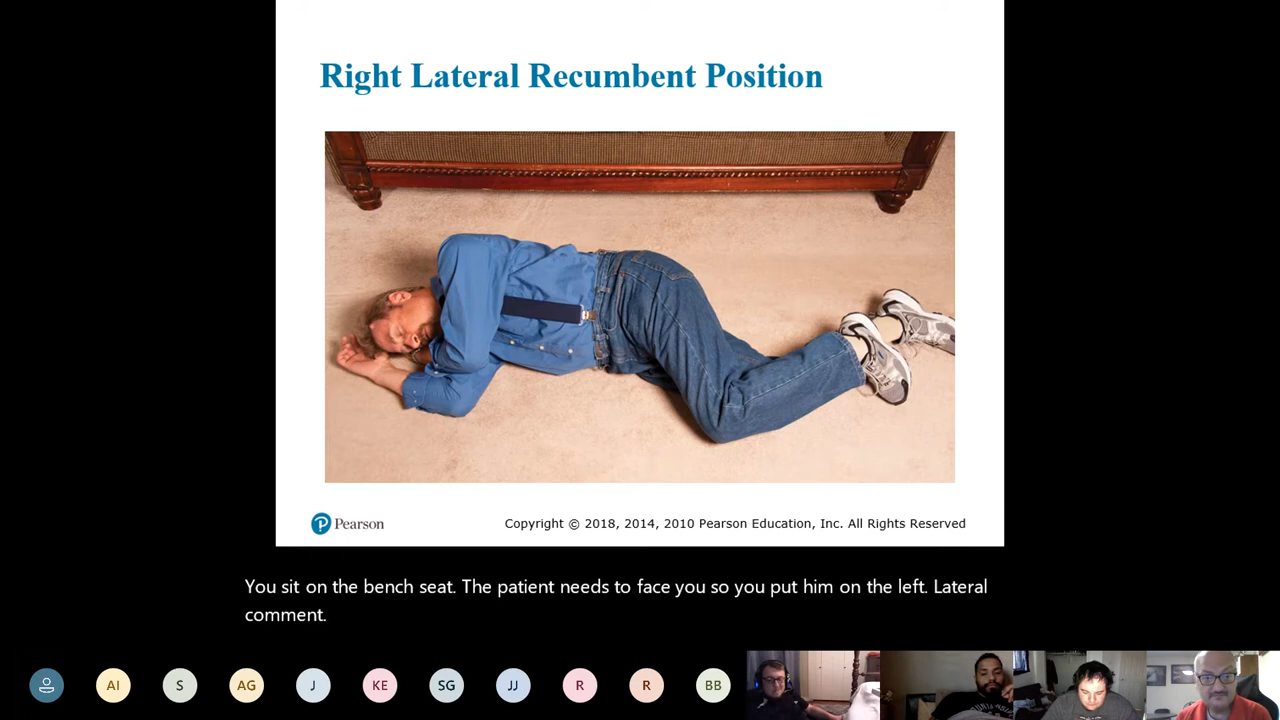 Right Lateral Recumbent Position
Pearson
Copyright © 2018, 2014, 2010 Pearson Education, Inc. All Rights Reserved
You sit on the bench seat. The patient needs to face you so you put him on the left. Lateral
comment.
AI
S
AG
J
KE
SG
JJ
R
R
BB